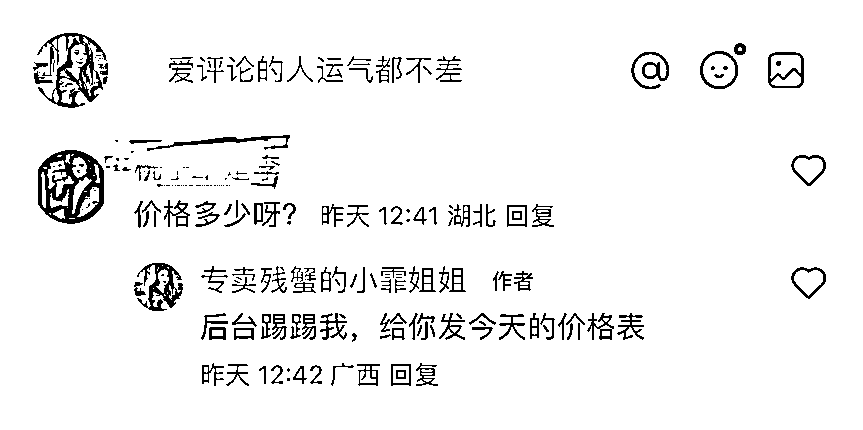 爱评论的人运气都不差
价格多少呀? 昨天 12:41 湖北 回复
专卖残蟹的小霏姐姐 作者
后台踢踢我，给你发今天的价格表
昨天 12:42 广西 回复